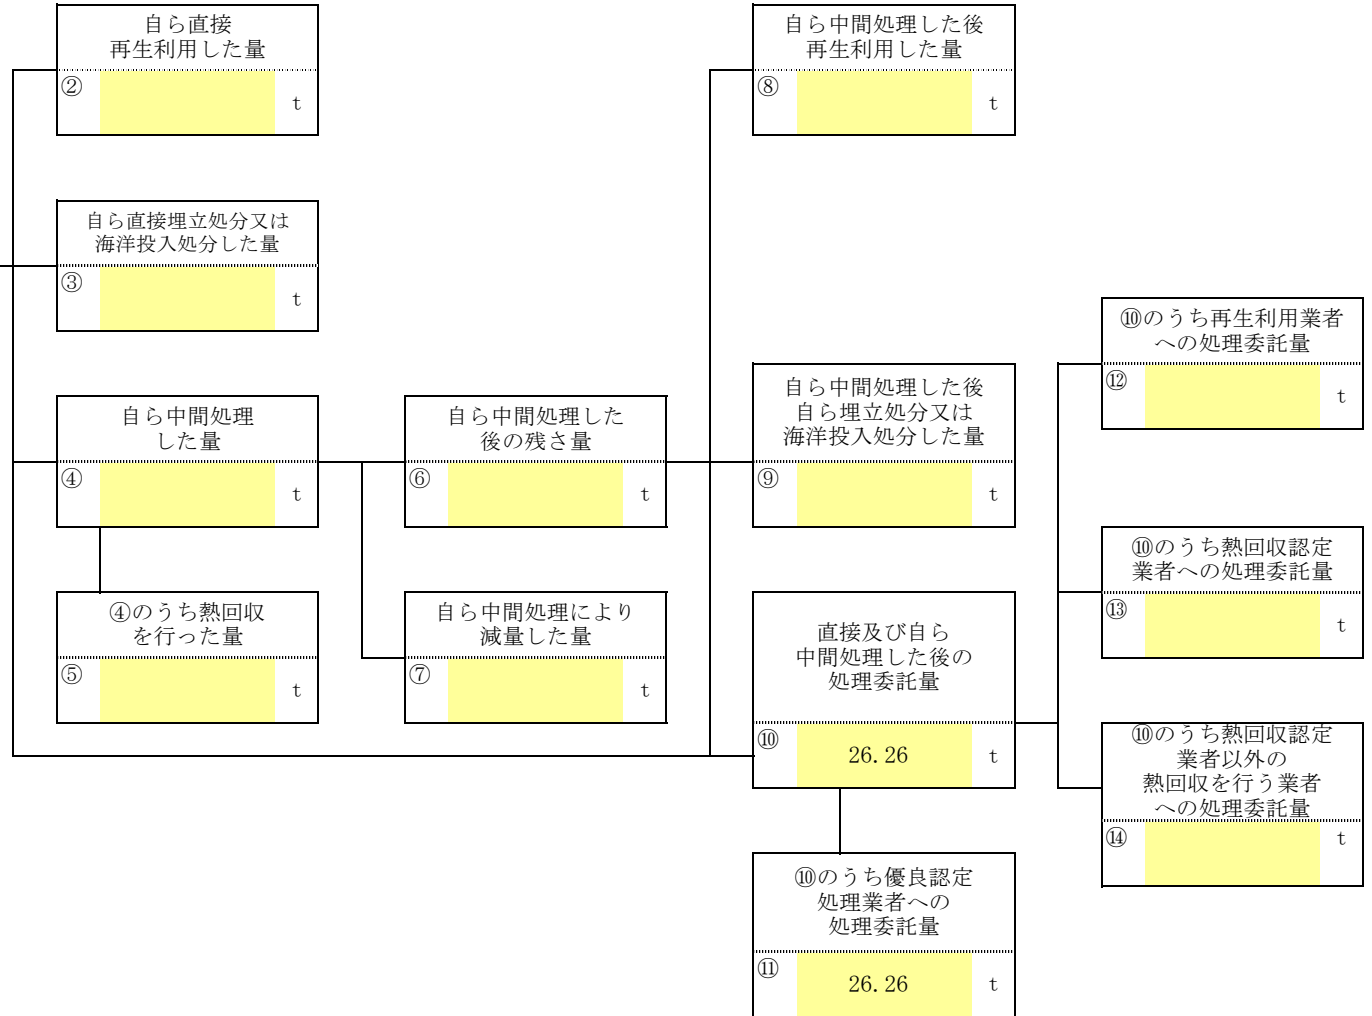 自ら直接
再生利用した量
②
t
自ら中間処理した後
再生利用した量
⑧
t
自ら直接埋立処分又は
海洋投入処分した量
③
t
⑩のうち再生利用業者
への処理委託量
⑫
t
自ら中間処理
した量
④
t
自ら中間処理した
後の残さ量
⑥
t
自ら中間処理した後
自ら埋立処分又は
海洋投入処分した量
⑨
t
⑩のうち熱回収認定
業者への処理委託量
⑬
t
④のうち熱回収
を行った量
⑤
t
自ら中間処理により
減量した量
⑦
t
直接及び自ら
中間処理した後の
処理委託量
⑩ 26.26 t
⑩のうち熱回収認定
業者以外の
熱回収を行う業者
への処理委託量
⑭
t
⑩のうち優良認定
処理業者への
処理委託量
⑪ 26.26 t